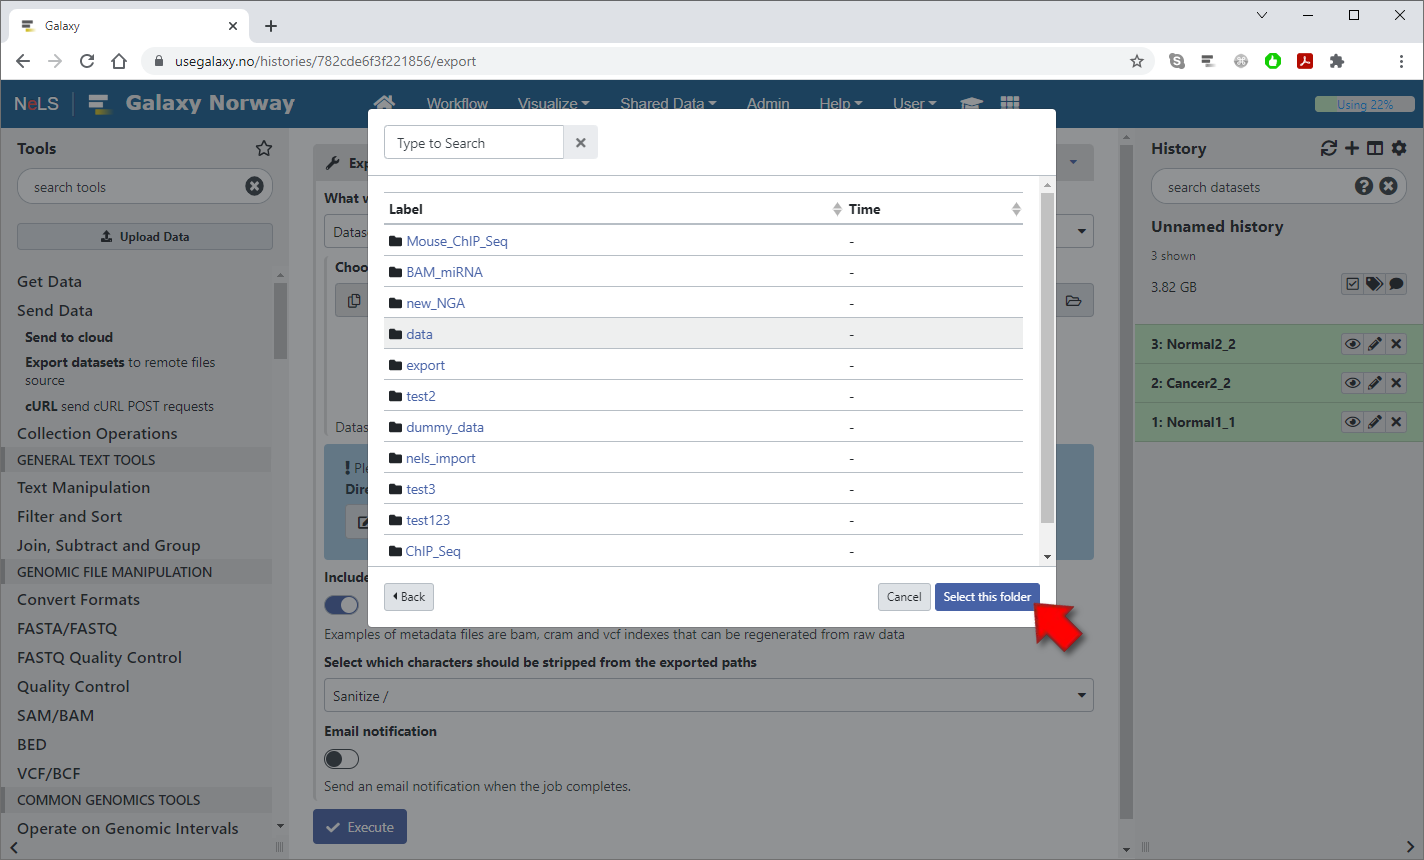 Galaxy
usegalaxy.no/histories/782cde6f3f221856/export
NeLS
Galaxy Norway
Workflow
Visualize
Shared Data
Admin
Help
User
Using 22%
Tools
search tools
Upload Data
Get Data
Send Data
Send to cloud
Export datasets to remote files
source
cURL send cURL POST requests
Collection Operations
GENERAL TEXT TOOLS
Text Manipulation
Filter and Sort
Join, Subtract and Group
GENOMIC FILE MANIPULATION
Convert Formats
FASTA/FASTQ
FASTQ Quality Control
Quality Control
SAM/BAM
BED
VCF/BCF
COMMON GENOMICS TOOLS
Operate on Genomic Intervals
Type to Search
Label
Time
Mouse_ChIP_Seq -
BAM_miRNA -
new_NGA -
data -
export -
test2 -
dummy_data -
nels_import -
test3 -
test123 -
ChIP_Seq -
Back
Cancel
Select this folder
Include
Examples of metadata files are bam, cram and vcf indexes that can be regenerated from raw data
Select which characters should be stripped from the exported paths
Sanitize /
Email notification
Send an email notification when the job completes.
Execute
History
search datasets
Unnamed history
3 shown
3.82 GB
3: Normal2_2
2: Cancer2_2
1: Normal1_1